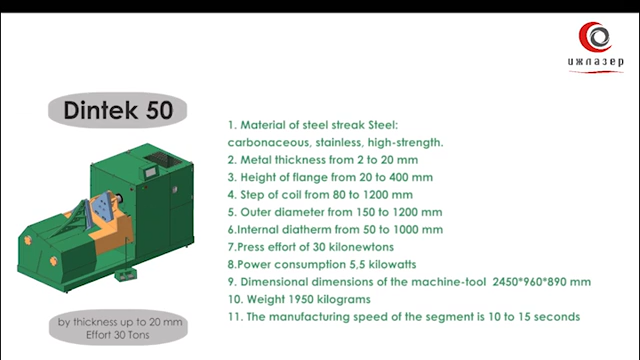 ижлазер
Dintek 50
1. Material of steel streak Steel:
carbonaceous, stainless, high-strength.
2. Metal thickness from 2 to 20 mm
3. Height of flange from 20 to 400 mm
4. Step of coil from 80 to 1200 mm
5. Outer diameter from 150 to 1200 mm
6.Internal diatherm from 50 to 1000 mm
7.Press effort of 30 kilonewtons
8.Power consumption 5,5 kilowatts
9. Dimensional dimensions of the machine-tool 2450*960*890 mm
10. Weight 1950 kilograms
11. The manufacturing speed of the segment is 10 to 15 seconds
by thickness up to 20 mm
Effort 30 Tons